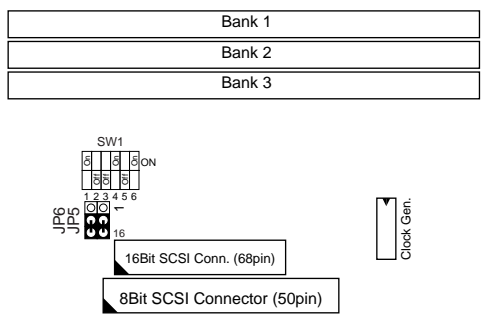 Bank 1
Bank 2
Bank 3
SW1
On Off Off On Off On ON
1 2 3 4 5 6
JP6
JP5
1
16
16Bit SCSI Conn. (68pin)
8Bit SCSI Connector (50pin)
Clock Gen.